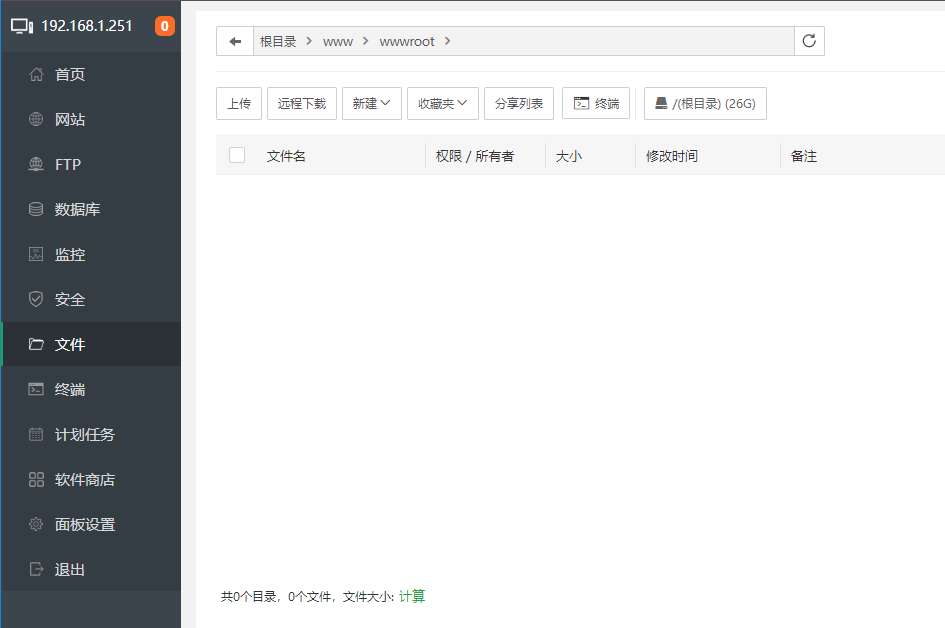 192.168.1.251 0
首页
网站
FTP
数据库
监控
安全
文件
终端
计划任务
软件商店
面板设置
退出
根目录 > www > wwwroot >
上传 远程下载 新建 收藏夹 分享列表 终端 /(根目录) (26G)
文件名 权限 / 所有者 大小 修改时间 备注
共0个目录，0个文件，文件大小: 计算